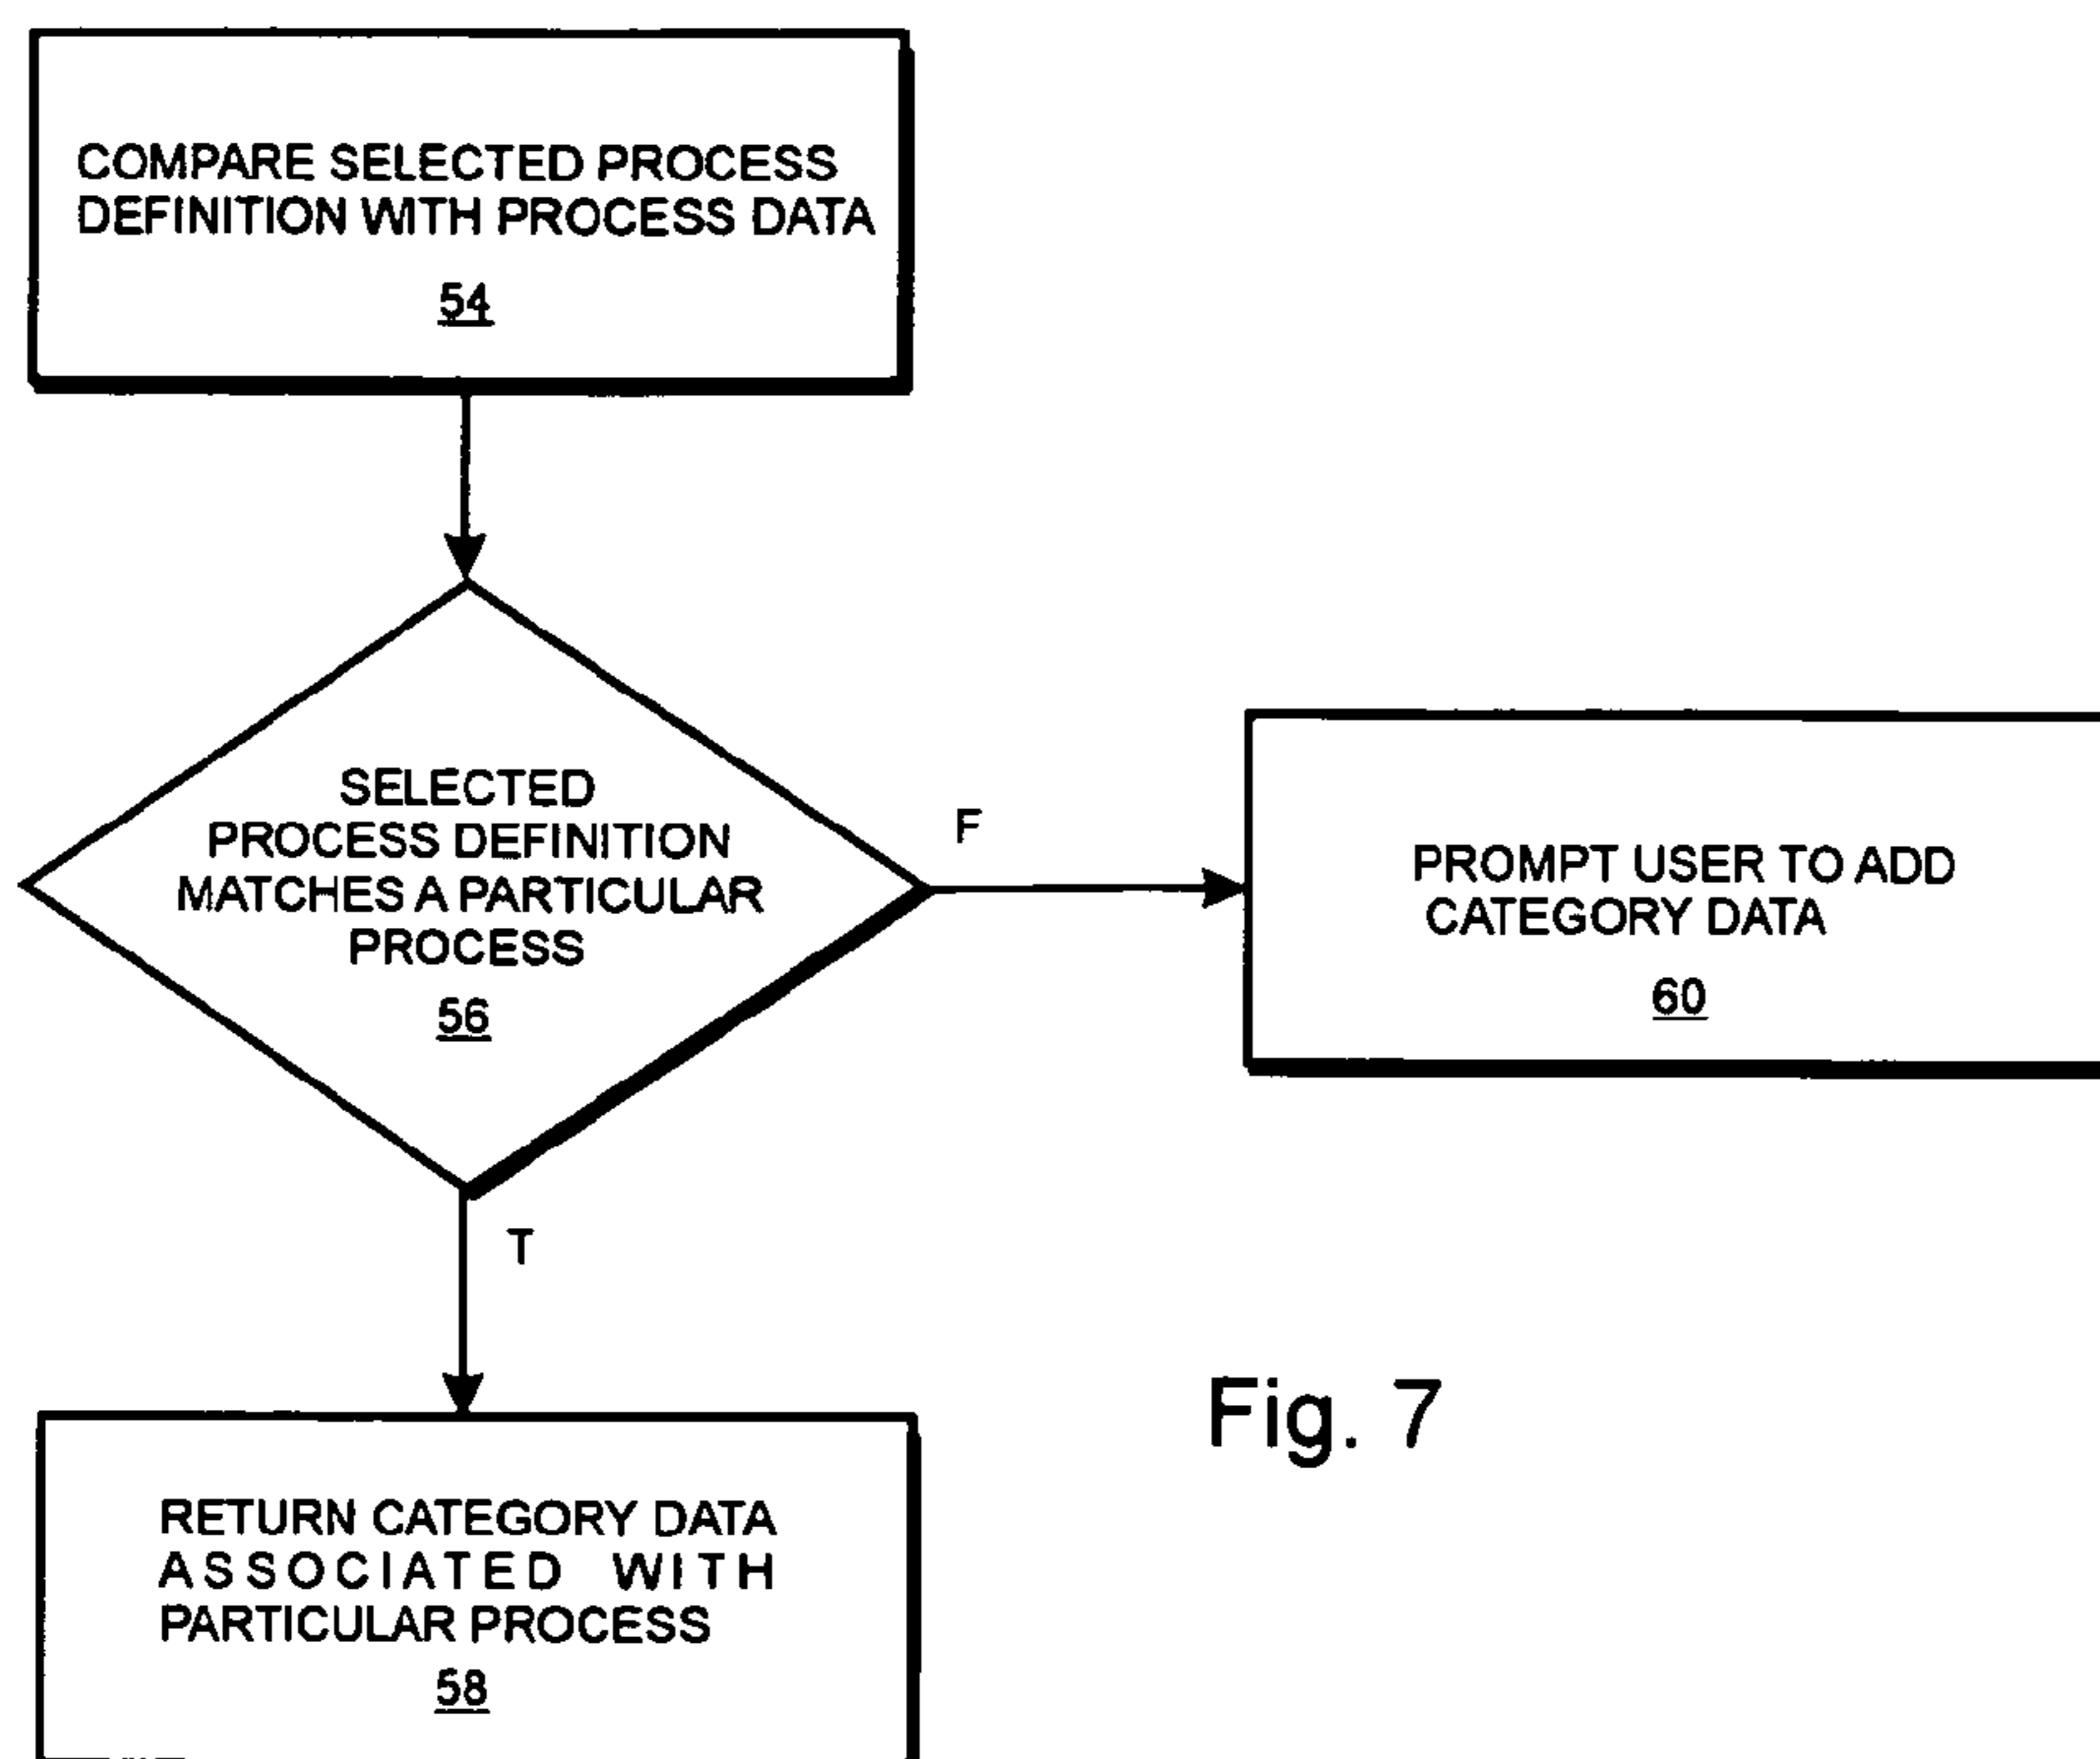 COMPARE SELECTED PROCESS
DEFINITION WITH PROCESS DATA
54
SELECTED
PROCESS DEFINITION
MATCHES A PARTICULAR
PROCESS
56
F
PROMPT USER TO ADD
CATEGORY DATA
60
T
RETURN CATEGORY DATA
ASSOCIATED WITH
PARTICULAR PROCESS
58
Fig. 7